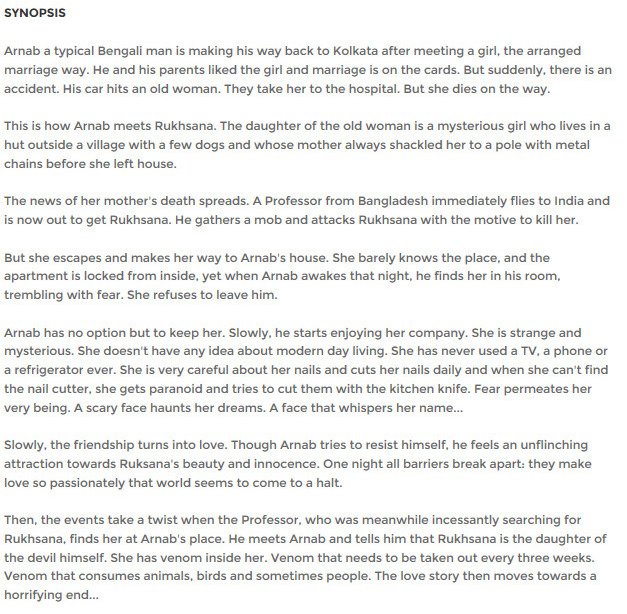 SYNOPSIS
Arnab a typical Bengali man is making his way back to Kolkata after meeting a girl, the arranged
marriage way. He and his parents liked the girl and marriage is on the cards. But suddenly, there is an
accident. His car hits an old woman. They take her to the hospital. But she dies on the way.
This is how Arnab meets Rukhsana. The daughter of the old woman is a mysterious girl who lives in a
hut outside a village with a few dogs and whose mother always shackled her to a pole with metal
chains before she left house.
The news of her mother's death spreads. A Professor from Bangladesh immediately flies to India and
is now out to get Rukhsana. He gathers a mob and attacks Rukhsana with the motive to kill her.
But she escapes and makes her way to Arnab's house. She barely knows the place, and the
apartment is locked from inside, yet when Arnab awakes that night, he finds her in his room,
trembling with fear. She refuses to leave him.
Arnab has no option but to keep her. Slowly, he starts enjoying her company. She is strange and
mysterious. She doesn't have any idea about modern day living. She has never used a TV, a phone or
a refrigerator ever. She is very careful about her nails and cuts her nails daily and when she can't find
the nail cutter, she gets paranoid and tries to cut them with the kitchen knife. Fear permeates her
very being. A scary face haunts her dreams. A face that whispers her name...
Slowly, the friendship turns into love. Though Arnab tries to resist himself, he feels an unflinching
attraction towards Ruksana's beauty and innocence. One night all barriers break apart: they make
love so passionately that world seems to come to a halt.
Then, the events take a twist when the Professor, who was meanwhile incessantly searching for
Rukhsana, finds her at Arnab's place. He meets Arnab and tells him that Rukhsana is the daughter of
the devil himself. She has venom inside her. Venom that needs to be taken out every three weeks.
Venom that consumes animals, birds and sometimes people. The love story then moves towards a
horrifying end...